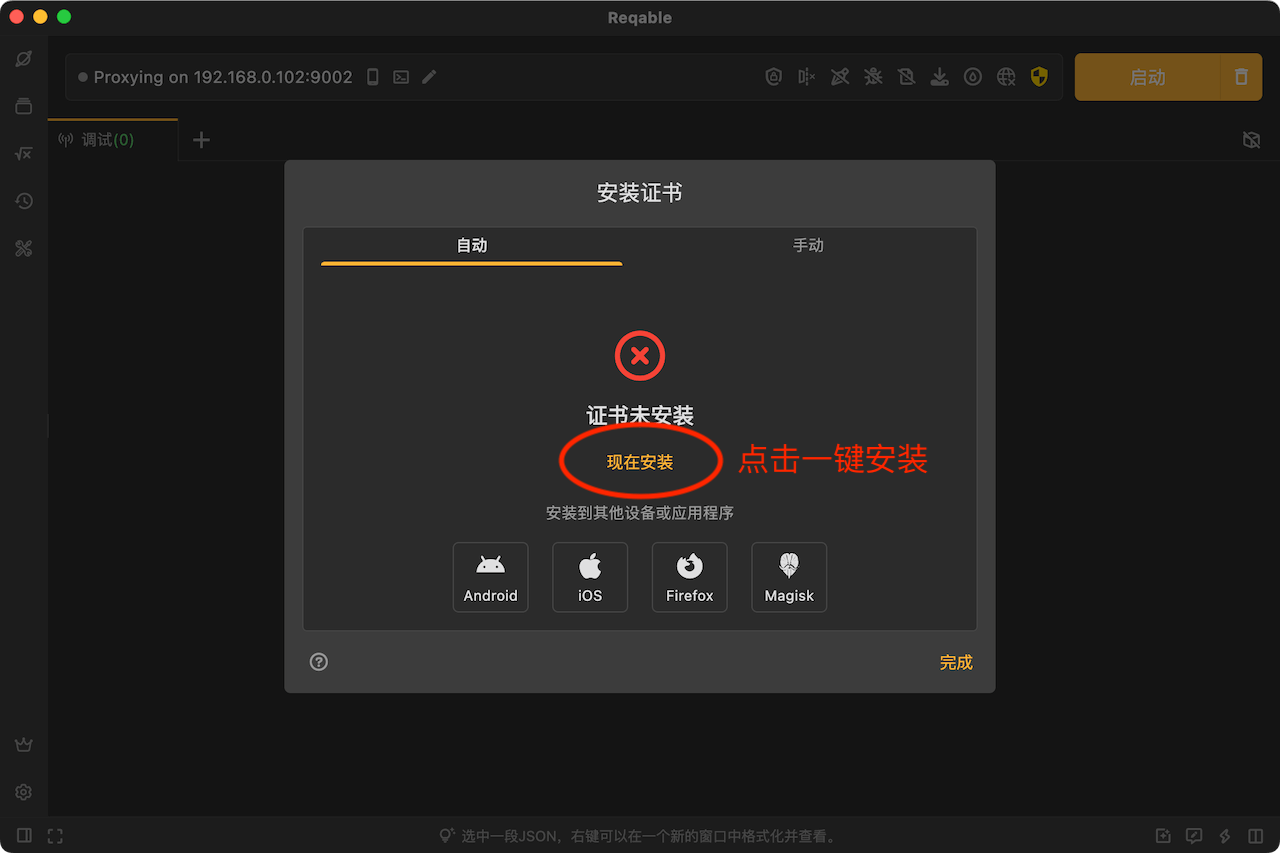 Reqable
Proxying on 192.168.0.102:9002
启动
调试(0)
安装证书
自动
手动
证书未安装
现在安装
点击一键安装
安装到其他设备或应用程序
Android
iOS
Firefox
Magisk
完成
选中一段JSON，右键可以在一个新的窗口中格式化并查看。